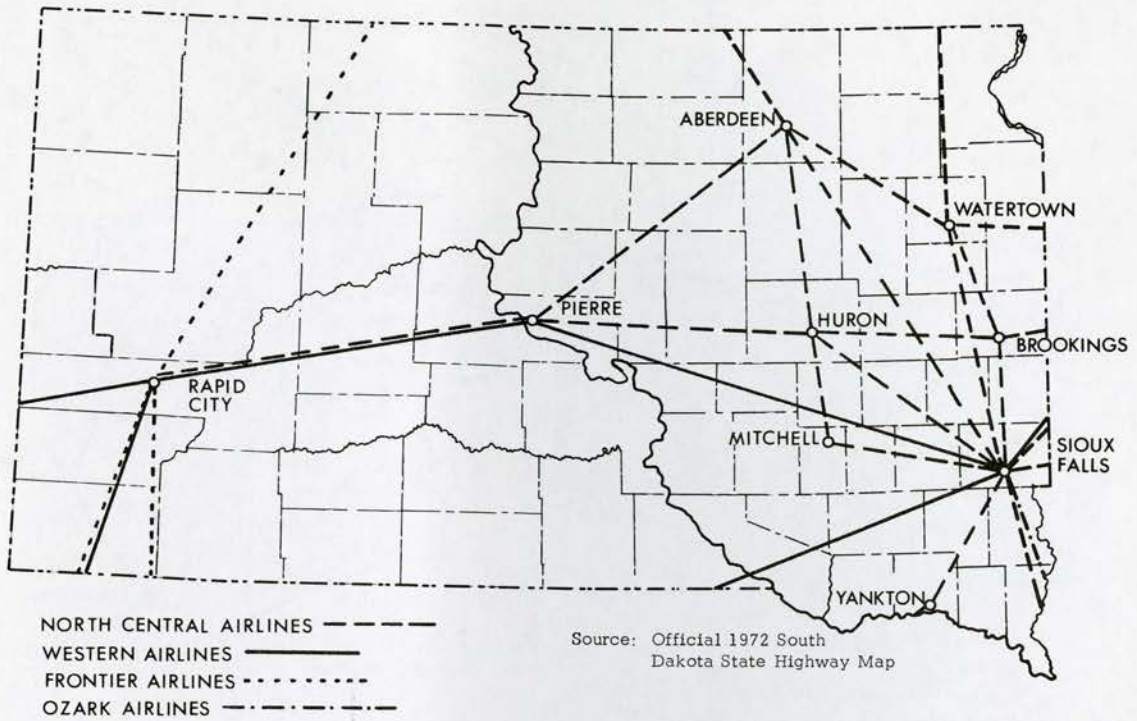 ABERDEEN
WATERTOWN
PIERRE
HURON
BROOKINGS
RAPID
CITY
MITCHELL
SIOUX
FALLS
YANKTON
NORTH CENTRAL AIRLINES
WESTERN AIRLINES
FRONTIER AIRLINES
OZARK AIRLINES
Source: Official 1972 South
Dakota State Highway Map